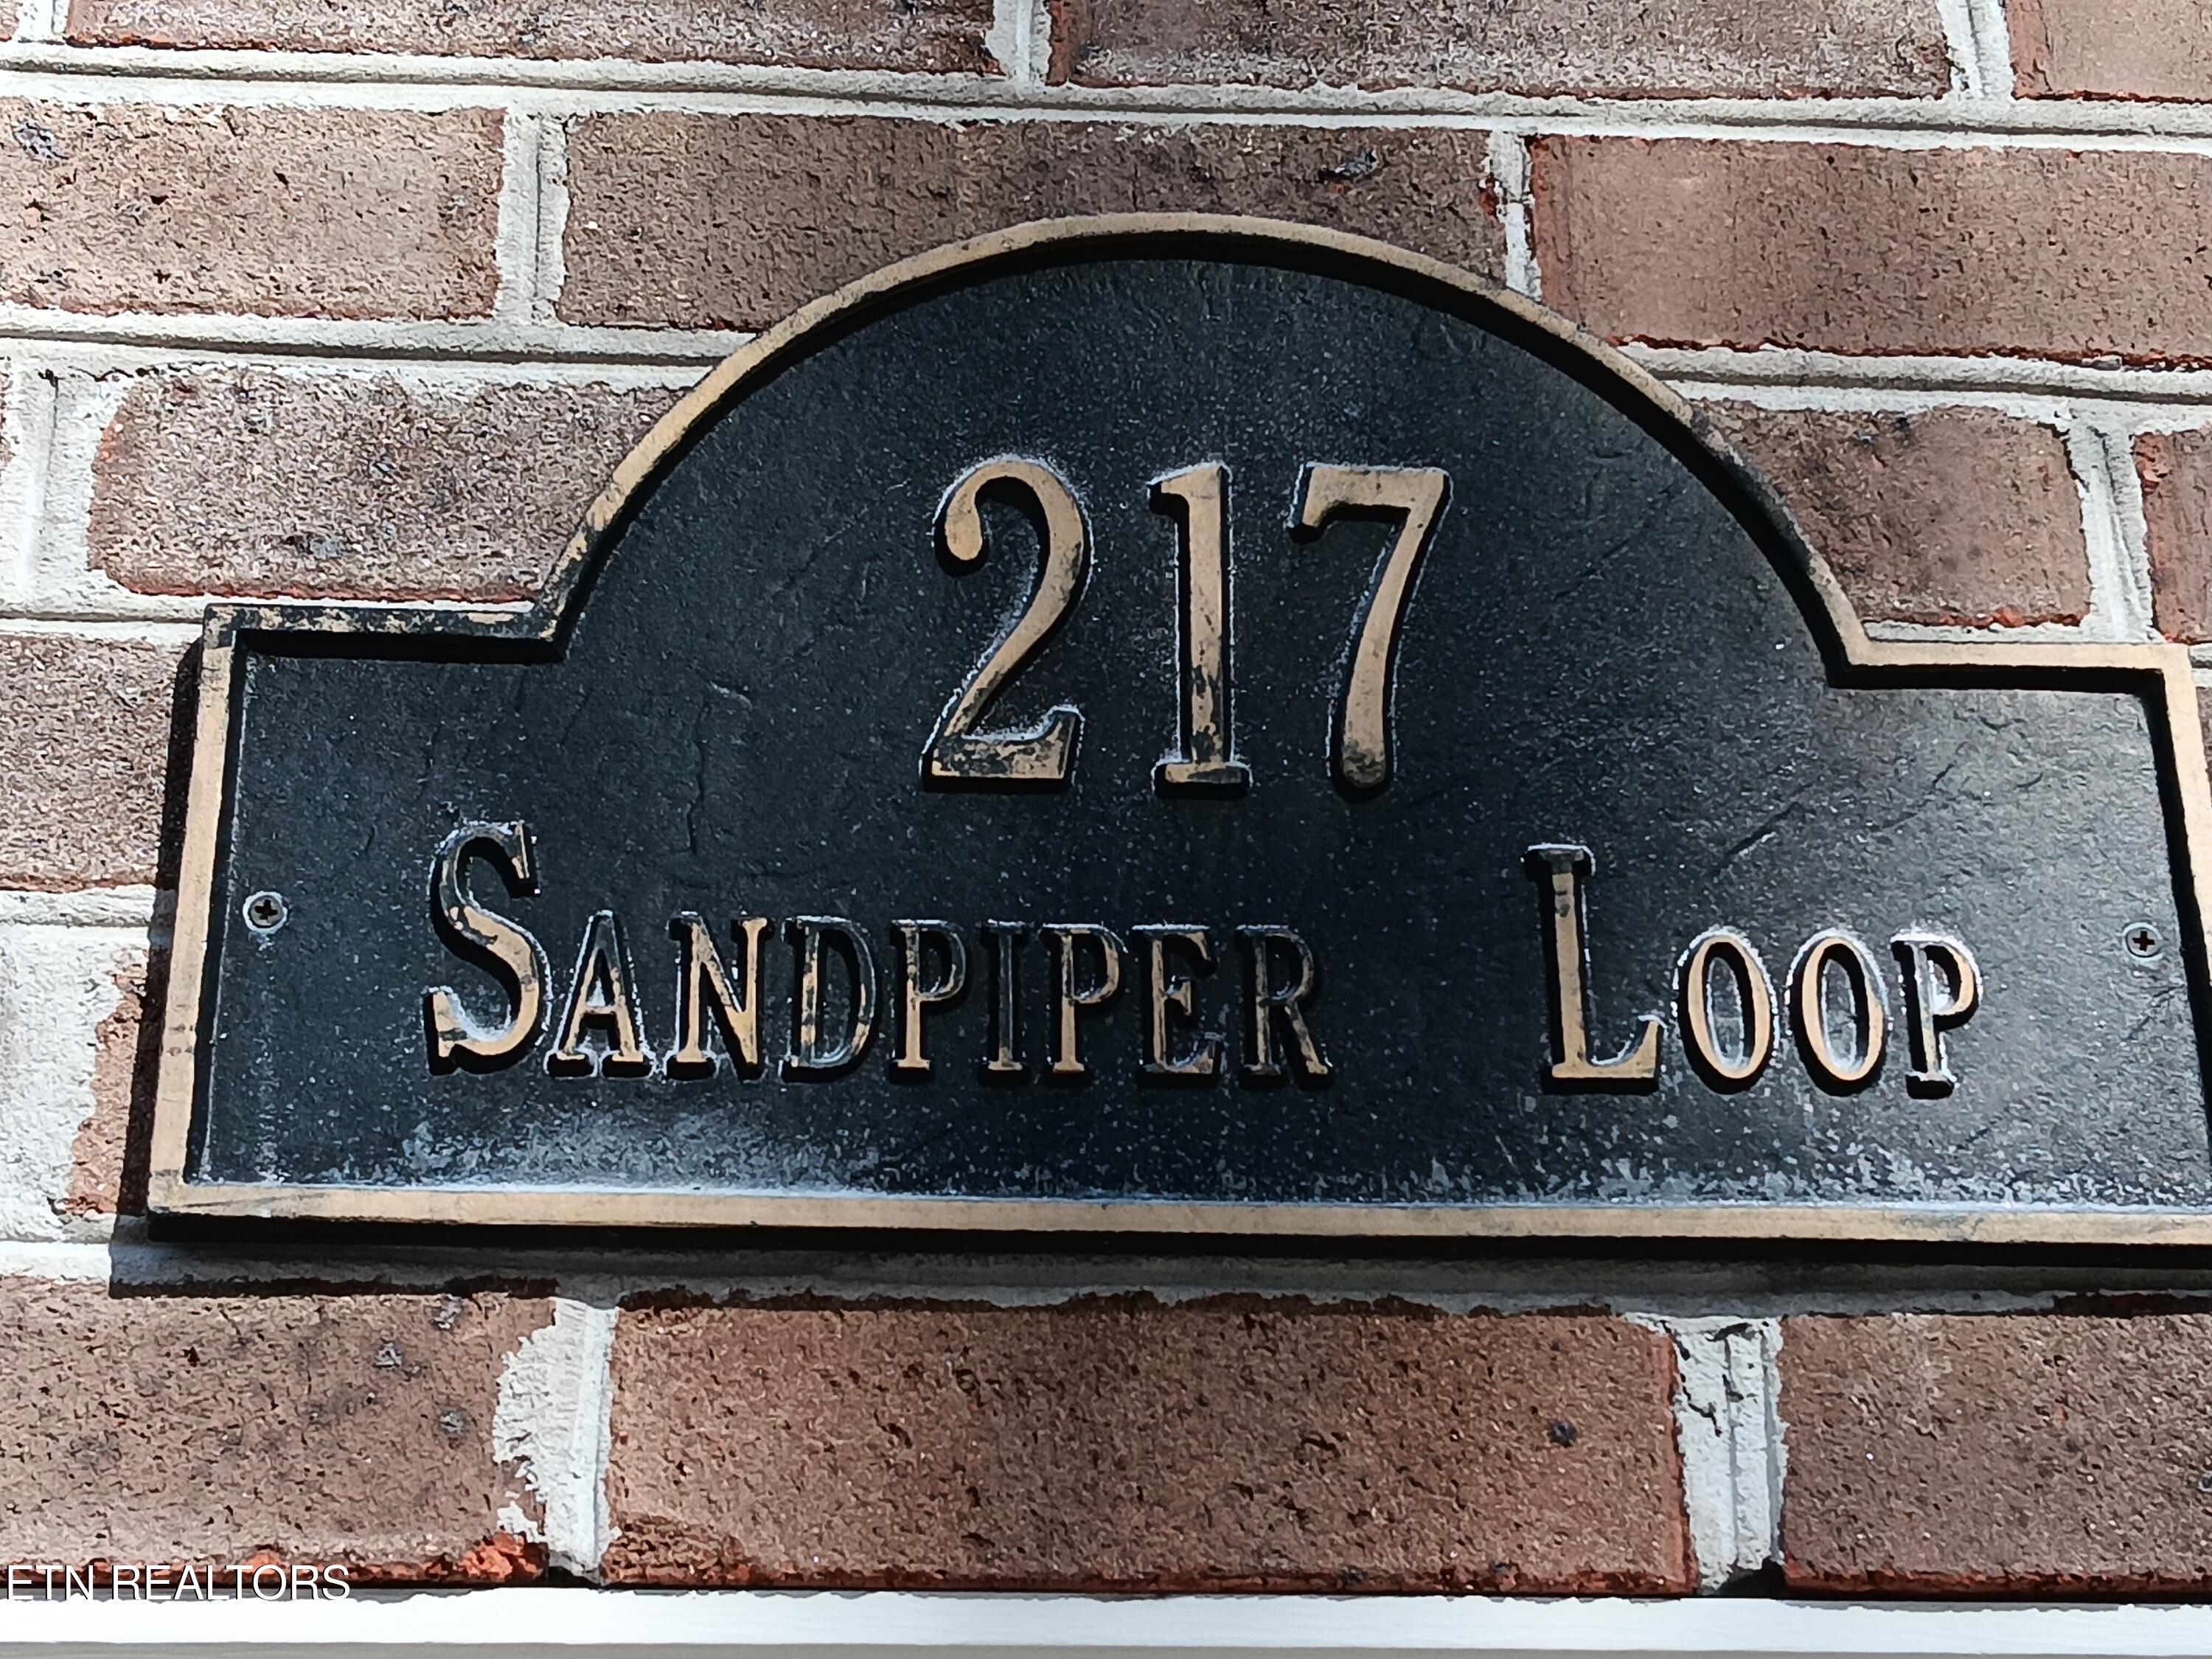 217
SANDPIPER LOOP
ETN REALTORS